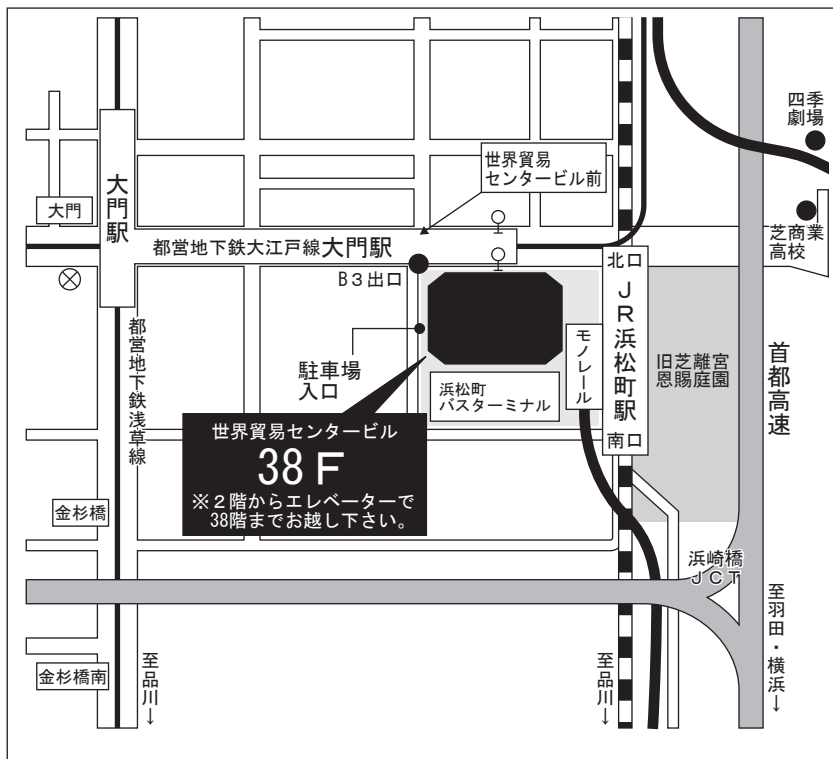 四季
劇場
世界貿易
センタービル前
大門駅
大門
都営地下鉄大江戸線大門駅
芝商業
高校
B3出口
北口
JR浜松町駅
南口
モノレール
旧芝離宮
恩賜庭園
首都高速
都営地下鉄浅草線
駐車場
入口
浜松町
バスターミナル
世界貿易センタービル
38F
※2階からエレベーターで
38階までお越し下さい。
金杉橋
浜崎橋
JCT
金杉橋南
至品川→
至品川→
至羽田・横浜→